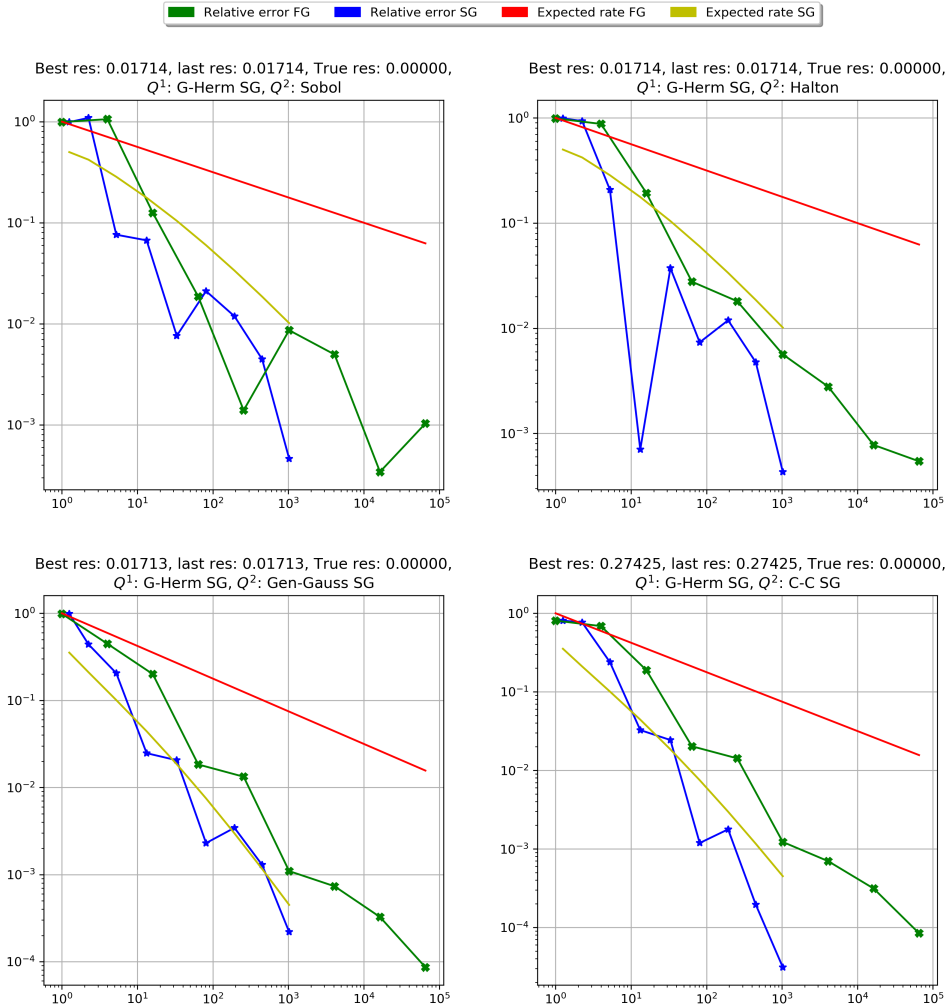 Relative error FG Relative error SG Expected rate FG Expected rate SG
Best res: 0.01714, last res: 0.01714, True res: 0.00000,
Q¹: G-Herm SG, Q²: Sobol
10⁰
10⁻¹
10⁻²
10⁻³
10⁰ 10¹ 10² 10³ 10⁴ 10⁵
Best res: 0.01714, last res: 0.01714, True res: 0.00000,
Q¹: G-Herm SG, Q²: Halton
10⁰
10⁻¹
10⁻²
10⁻³
10⁰ 10¹ 10² 10³ 10⁴ 10⁵
Best res: 0.01713, last res: 0.01713, True res: 0.00000,
Q¹: G-Herm SG, Q²: Gen-Gauss SG
10⁰
10⁻¹
10⁻²
10⁻³
10⁻⁴
10⁰ 10¹ 10² 10³ 10⁴ 10⁵
Best res: 0.27425, last res: 0.27425, True res: 0.00000,
Q¹: G-Herm SG, Q²: C-C SG
10⁰
10⁻¹
10⁻²
10⁻³
10⁻⁴
10⁰ 10¹ 10² 10³ 10⁴ 10⁵